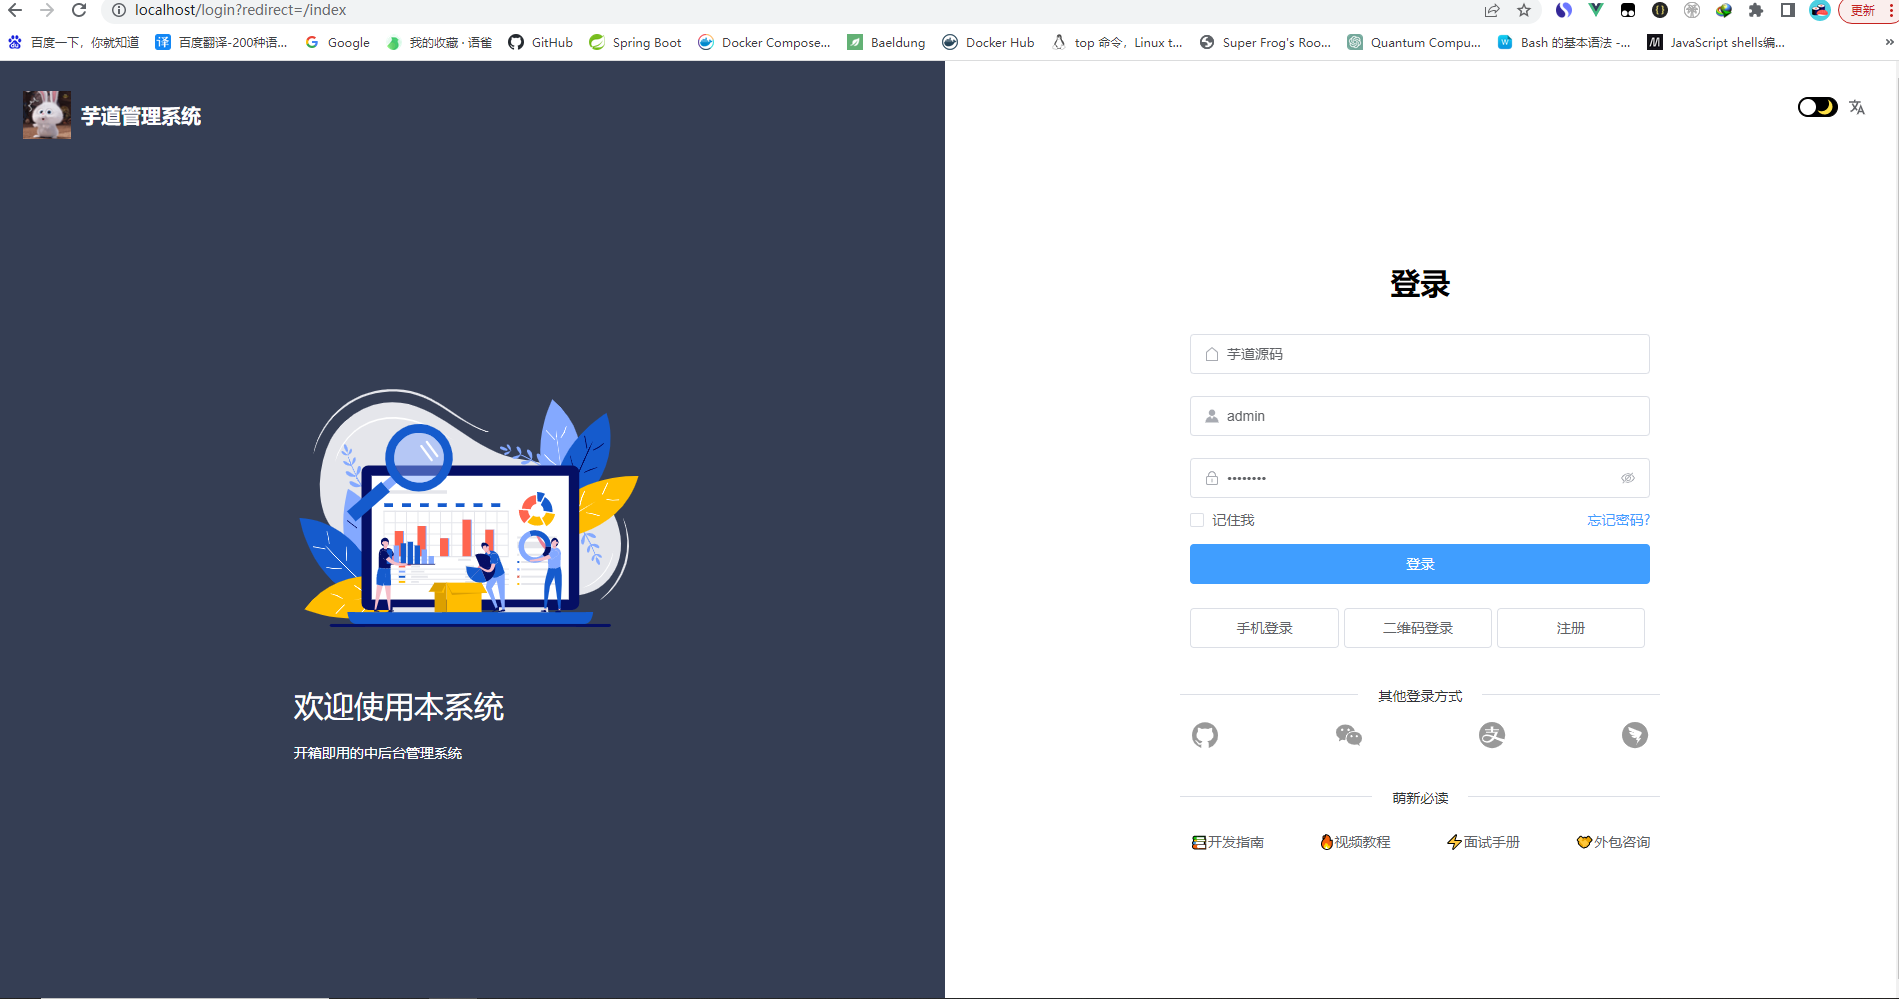 localhost/login?redirect=/index
更新
百度一下，你就知道
百度翻译-200种语...
Google
我的收藏 · 语雀
GitHub
Spring Boot
Docker Compose...
Baeldung
Docker Hub
top 命令，Linux t...
Super Frog's Roo...
Quantum Compu...
Bash 的基本语法 -...
JavaScript shells编...
»
芋道管理系统
欢迎使用本系统
开箱即用的中后台管理系统
登录
芋道源码
admin
••••••••
记住我
忘记密码?
登录
手机登录
二维码登录
注册
其他登录方式
萌新必读
开发指南
视频教程
面试手册
外包咨询